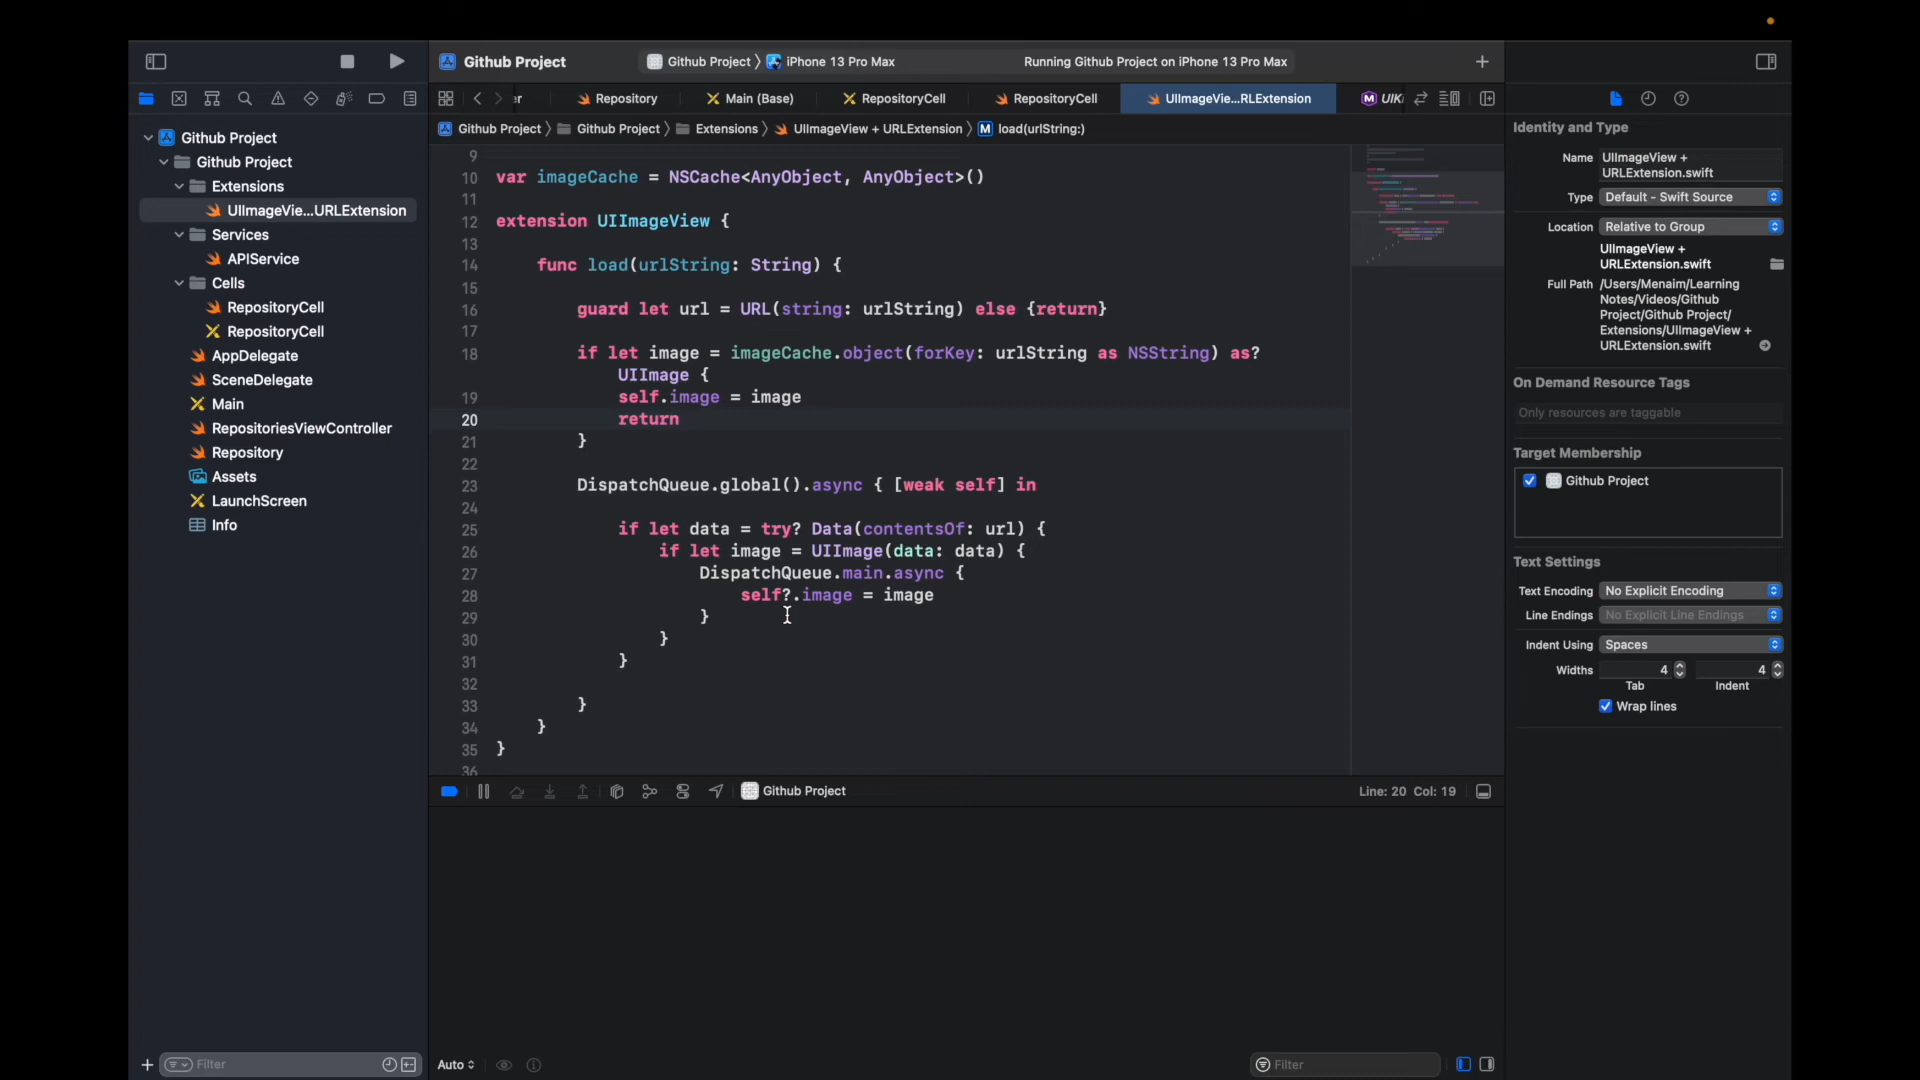 Github Project
Github Project
iPhone 13 Pro Max
Running Github Project on iPhone 13 Pro Max
er
Repository
Main (Base)
RepositoryCell
RepositoryCell
UIImageVie...RLExtension
Github Project
Github Project
Extensions
UIImageView + URLExtension
M
load(urlString:)
Github Project
Github Project
Extensions
UIImageVie...URLExtension
Services
APIService
Cells
RepositoryCell
RepositoryCell
AppDelegate
SceneDelegate
Main
RepositoriesViewController
Repository
Assets
LaunchScreen
Info
Filter
9
10 var imageCache = NSCache<AnyObject, AnyObject>()
11
12 extension UIImageView {
13
14 func load(urlString: String) {
15
16 guard let url = URL(string: urlString) else {return}
17
18 if let image = imageCache.object(forKey: urlString as NSString) as?
UIImage {
19 self.image = image
20 return
21 }
22
23 DispatchQueue.global().async { [weak self] in
24
25 if let data = try? Data(contentsOf: url) {
26 if let image = UIImage(data: data) {
27 DispatchQueue.main.async {
28 self?.image = image
29 }
30 }
31 }
32
33 }
34 }
35 }
36
Github Project
Line: 20 Col: 19
Auto
Filter
Identity and Type
Name UIImageView +
URLExtension.swift
Type Default - Swift Source
Location Relative to Group
UIImageView +
URLExtension.swift
Full Path /Users/Menaim/Learning
Notes/Videos/Github
Project/Github Project/
Extensions/UIImageView +
URLExtension.swift
On Demand Resource Tags
Only resources are taggable
Target Membership
Github Project
Text Settings
Text Encoding No Explicit Encoding
Line Endings No Explicit Line Endings
Indent Using Spaces
Widths 4 4
Tab Indent
Wrap lines